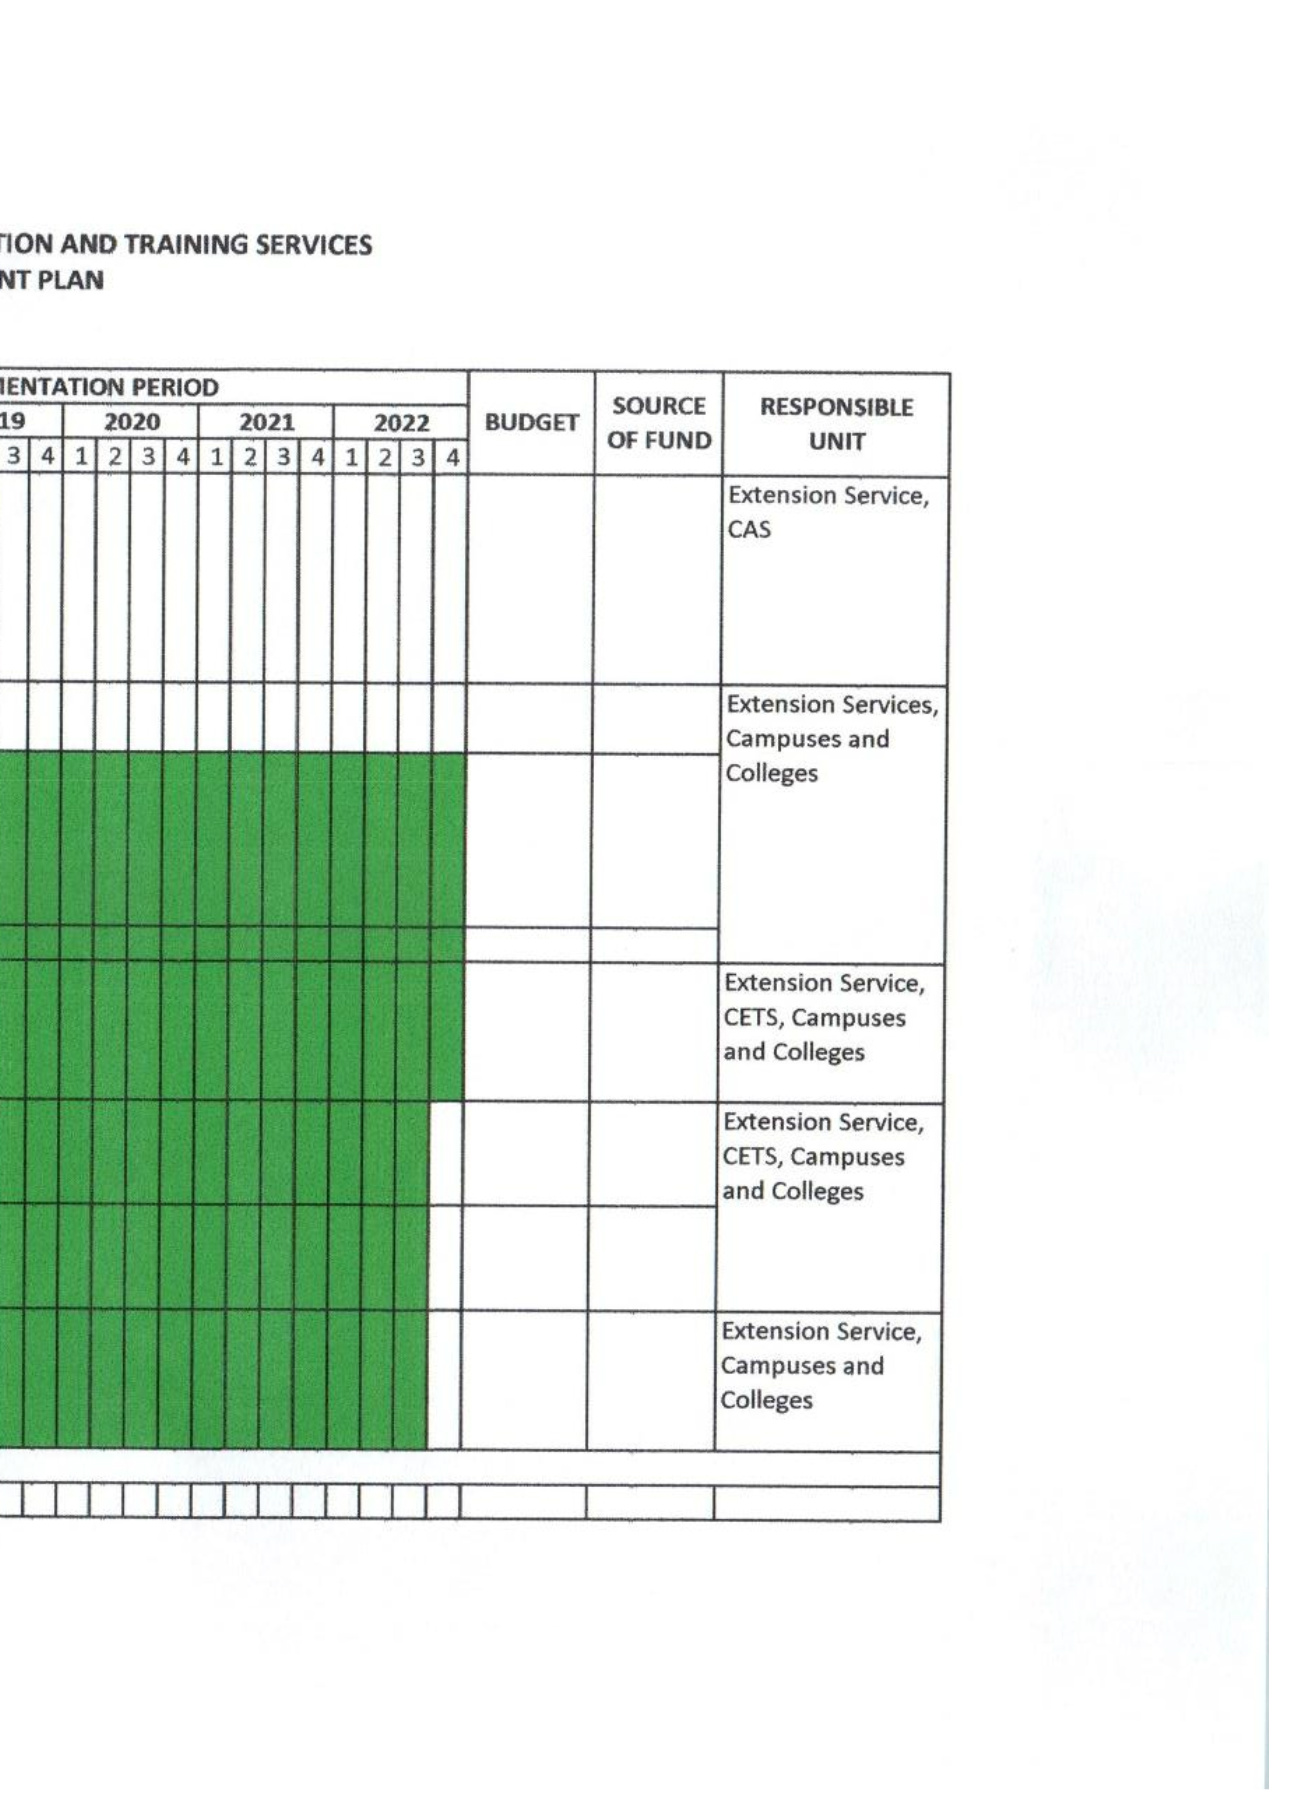 TION AND TRAINING SERVICES
NT PLAN
MENTATION PERIOD
BUDGET
SOURCE
OF FUND
RESPONSIBLE
UNIT
19 2020 2021 2022
3 4 1 2 3 4 1 2 3 4 1 2 3 4
Extension Service,
CAS
Extension Services,
Campuses and
Colleges
Extension Service,
CETS, Campuses
and Colleges
Extension Service,
CETS, Campuses
and Colleges
Extension Service,
Campuses and
Colleges